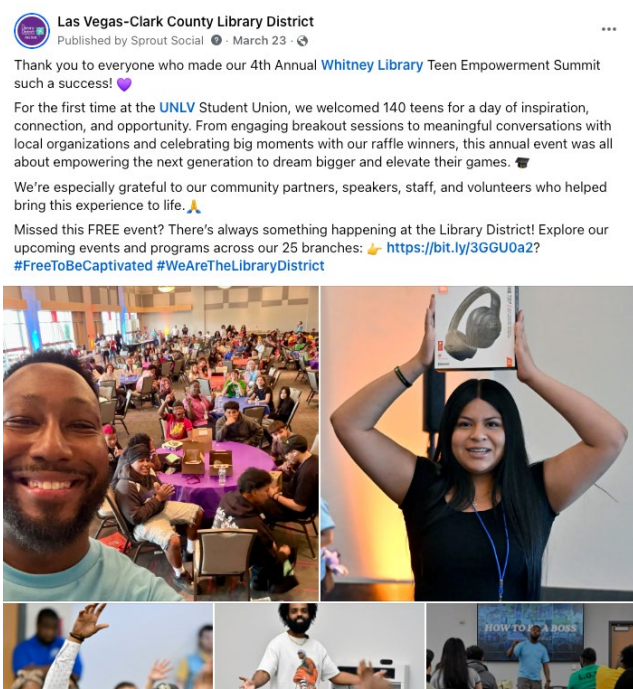 Las Vegas-Clark County Library District
Published by Sprout Social · March 23 ·
Thank you to everyone who made our 4th Annual Whitney Library Teen Empowerment Summit
such a success! 💜
For the first time at the UNLV Student Union, we welcomed 140 teens for a day of inspiration,
connection, and opportunity. From engaging breakout sessions to meaningful conversations with
local organizations and celebrating big moments with our raffle winners, this annual event was all
about empowering the next generation to dream bigger and elevate their games. 🎓
We're especially grateful to our community partners, speakers, staff, and volunteers who helped
bring this experience to life.🙏
Missed this FREE event? There's always something happening at the Library District! Explore our
upcoming events and programs across our 25 branches: 👉 https://bit.ly/3GGU0a2?
#FreeToBeCaptivated #WeAreTheLibraryDistrict
HOW TO BE A BOSS